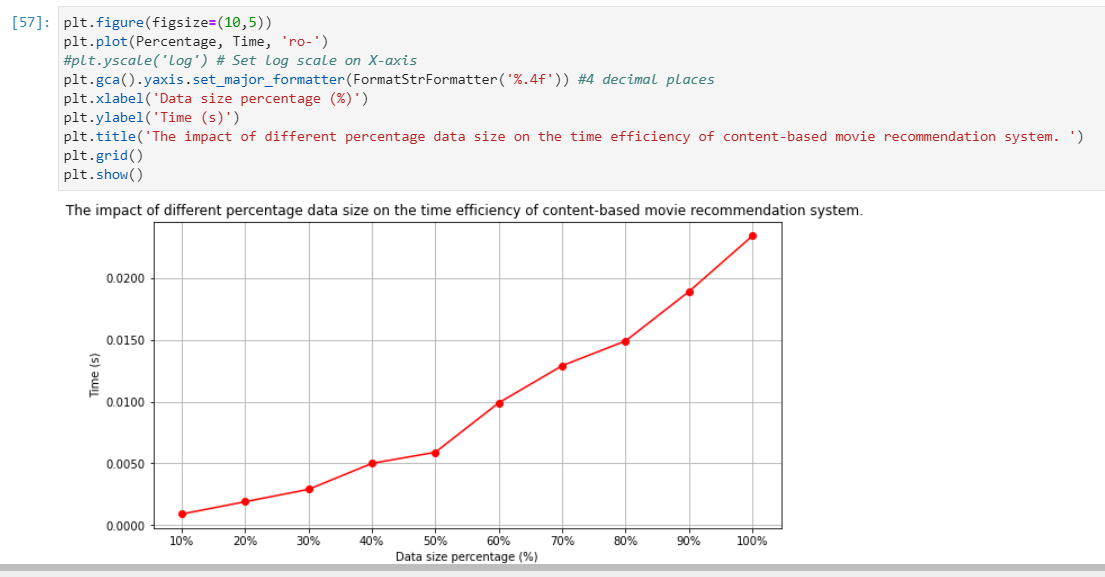 [57]: plt.figure(figsize=(10,5))
plt.plot(Percentage, Time, 'ro-')
#plt.yscale('log') # Set log scale on X-axis
plt.gca().yaxis.set_major_formatter(FormatStrFormatter('%.4f')) #4 decimal places
plt.xlabel('Data size percentage (%)')
plt.ylabel('Time (s)')
plt.title('The impact of different percentage data size on the time efficiency of content-based movie recommendation system. ')
plt.grid()
plt.show()
The impact of different percentage data size on the time efficiency of content-based movie recommendation system.
0.0200
0.0150
0.0100
0.0050
0.0000
Time (s)
10% 20% 30% 40% 50% 60% 70% 80% 90% 100%
Data size percentage (%)